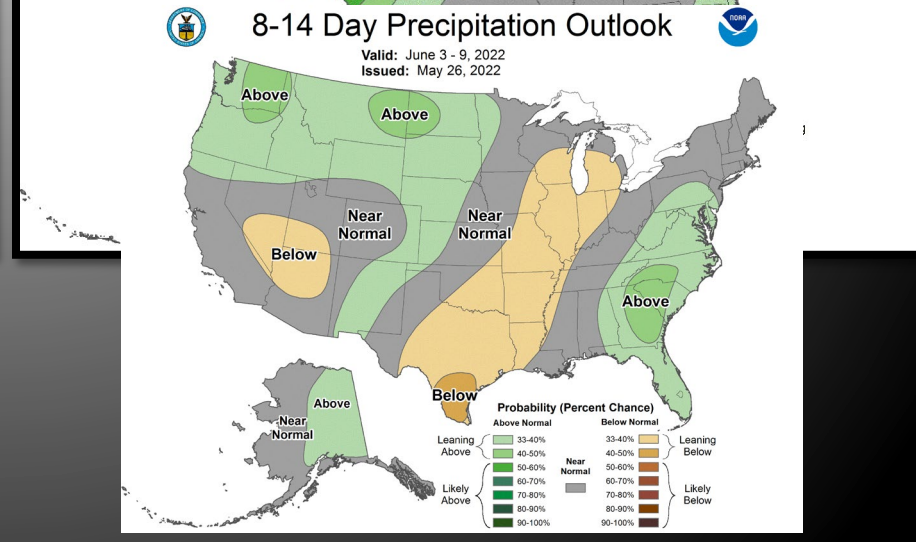 8-14 Day Precipitation Outlook
NOAA
Valid: June 3 - 9, 2022
Issued: May 26, 2022
Above
Above
Near
Normal
Near
Normal
Below
Above
Below
Above
Near
Normal
Probability (Percent Chance)
Above Normal
Below Normal
Leaning
Above
33-40%
40-50%
Likely
Above
50-60%
60-70%
70-80%
80-90%
90-100%
Near
Normal
33-40%
40-50%
Leaning
Below
50-60%
60-70%
70-80%
80-90%
90-100%
Likely
Below